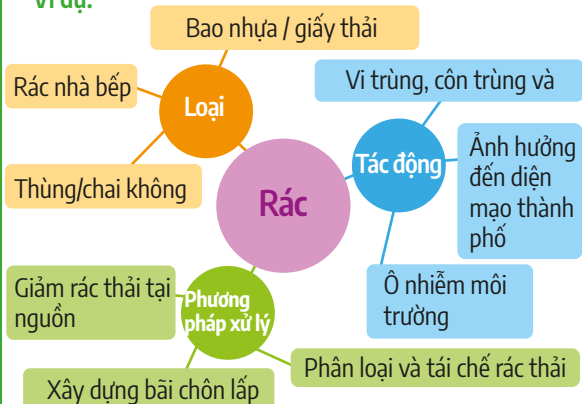 Ví dụ:
Bao nhựa / giấy thải
Rác nhà bếp
Loại
Thùng/chai không
Vi trùng, côn trùng và
Tác động
Ảnh hưởng
đến diện
mạo thành
phố
Ô nhiễm môi
trường
Rác
Giảm rác thải tại
nguồn
Phương
pháp xử lý
Xây dựng bãi chôn lấp
Phân loại và tái chế rác thải